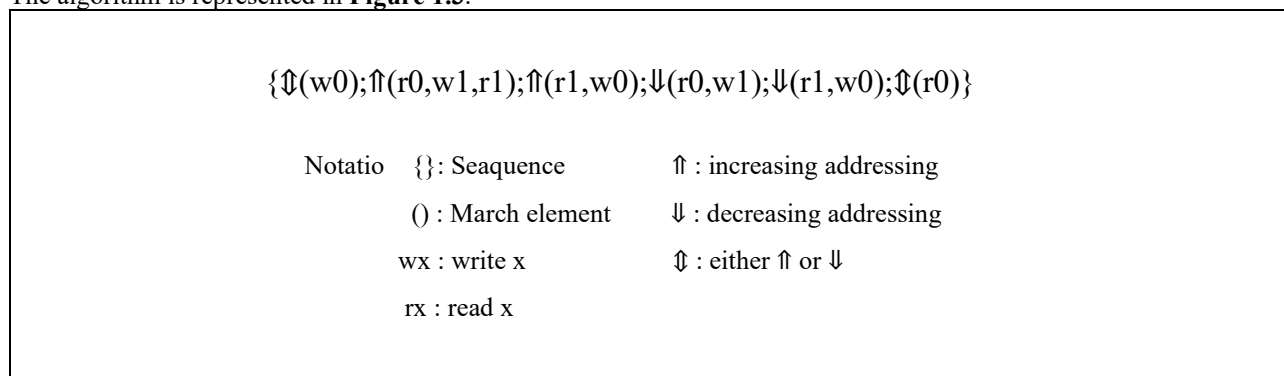 The algorithm is represented in Figure 1.5.
{⇕(w0);⇑(r0,w1,r1);⇑(r1,w0);⇓(r0,w1);⇓(r1,w0);⇕(r0)}
Notatio {}: Seaquence ⇑ : increasing addressing
() : March element ⇓ : decreasing addressing
wx : write x ⇕ : either ⇑ or ⇓
rx : read x